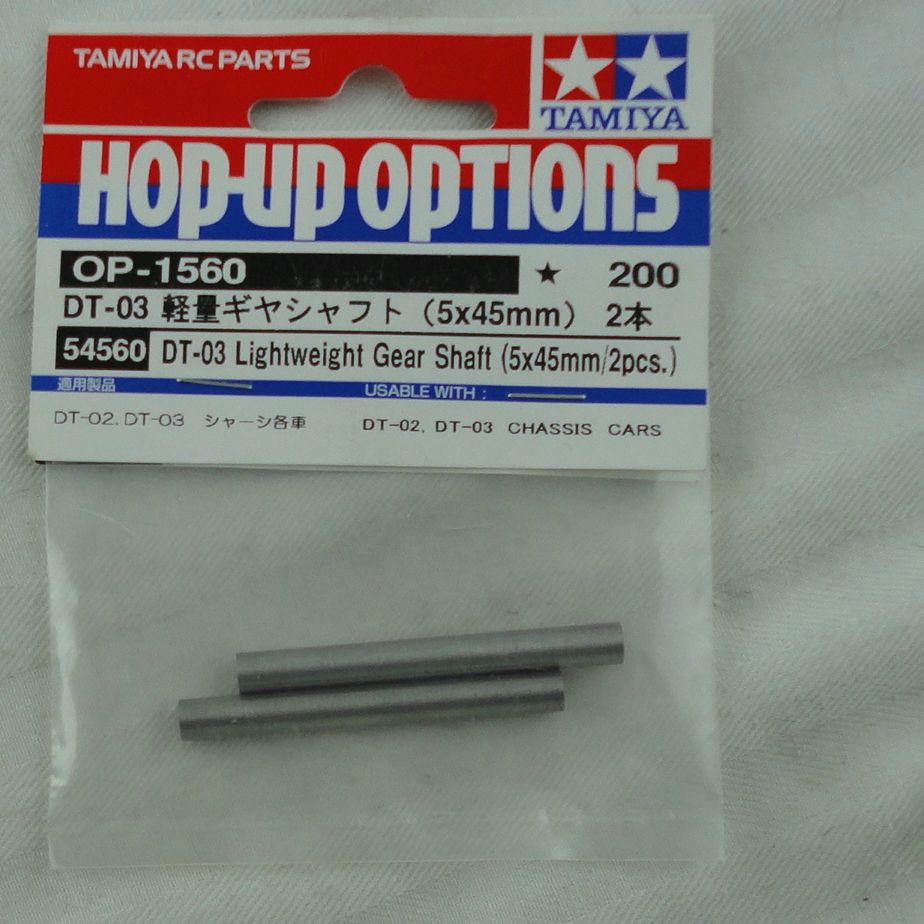 TAMIYA RC PARTS
TAMIYA
HOP-UP OPTIONS
OP-1560 ★ 200
DT-03 軽量ギヤシャフト（5x45mm） 2本
54560 DT-03 Lightweight Gear Shaft (5x45mm/2pcs.)
適用製品 USABLE WITH :
DT-02, DT-03 シャーシ各車 DT-02, DT-03 CHASSIS CARS